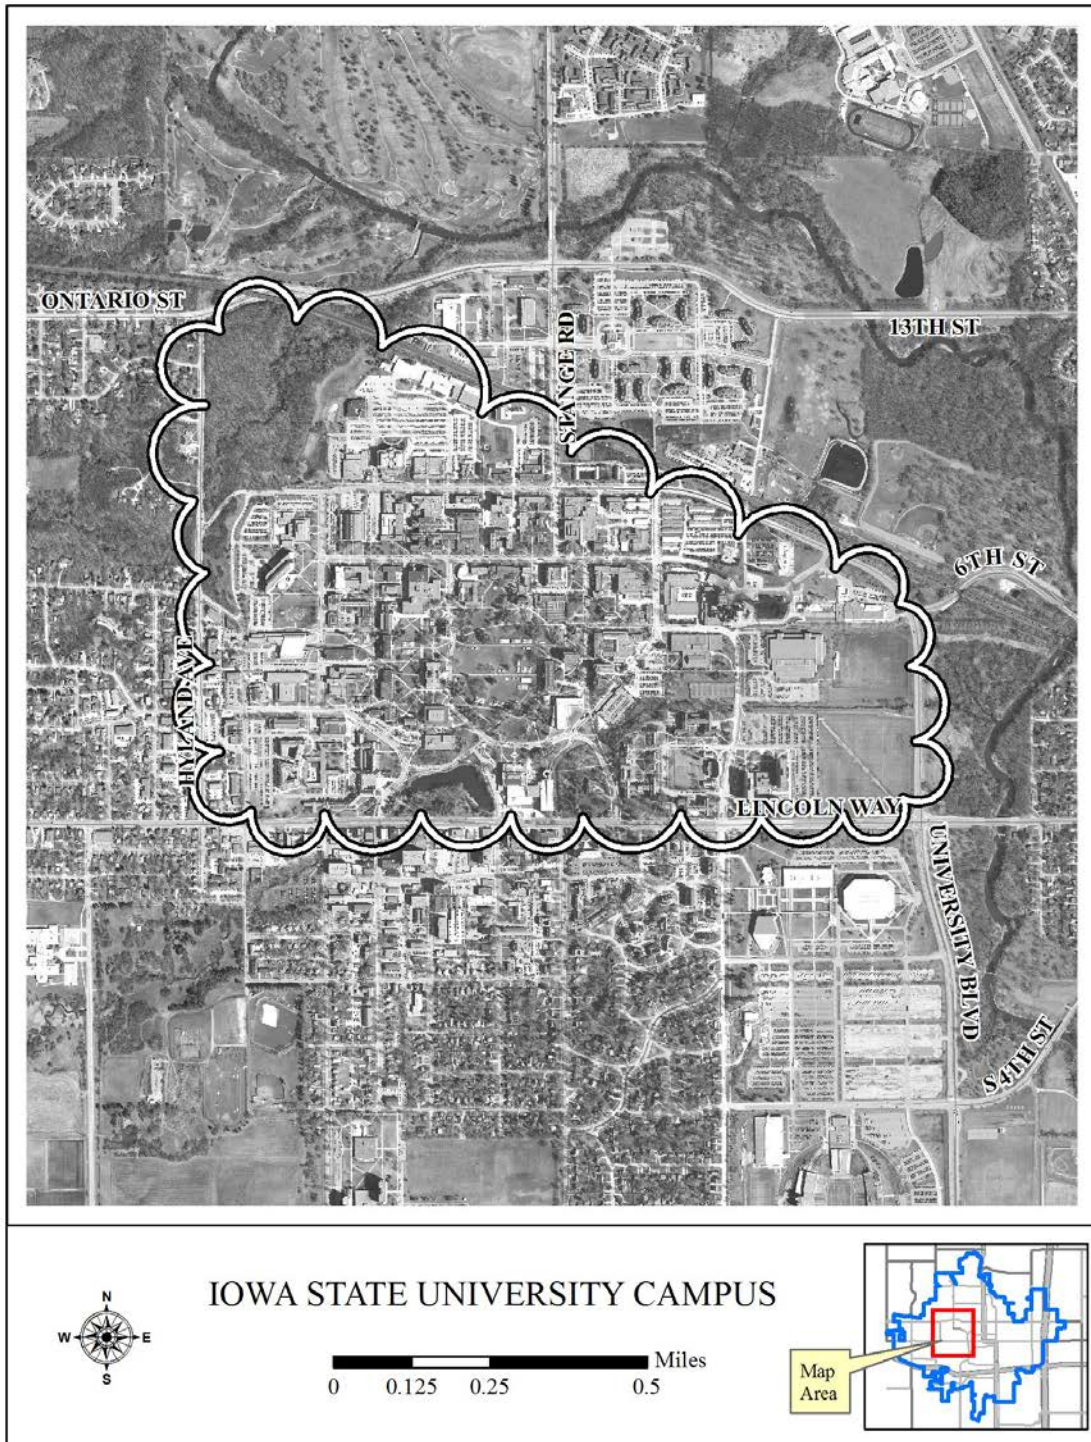 ONTARIO ST
13TH ST
STANGE RD
6TH ST
HYLAND AVE
LINCOLN WAY
UNIVERSITY BLVD
S 4TH ST
IOWA STATE UNIVERSITY CAMPUS
N
W E
S
Miles
0 0.125 0.25 0.5
Map
Area